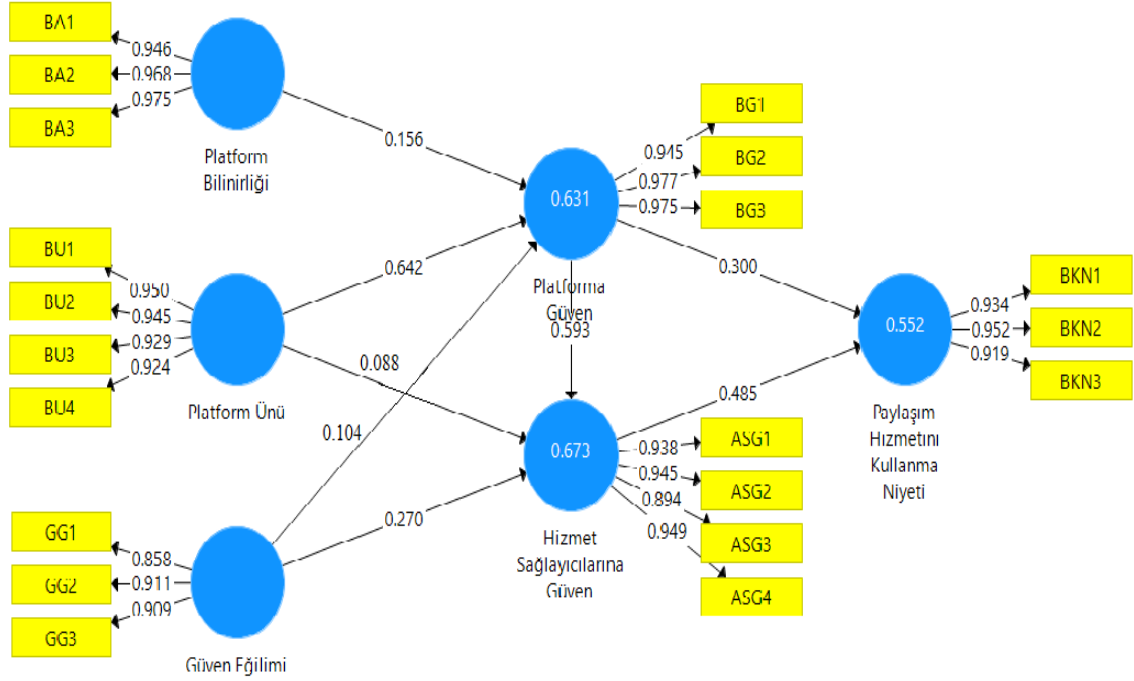 BA1
0.946
BA2
0.968
BA3
0.975
Platform
Bilinirliği
0.156
BU1
0.950
BU2
0.945
BU3
0.929
BU4
0.924
Platform Ünü
0.642
0.088
GG1
0.858
GG2
0.911
GG3
0.909
Güven Eğilimi
0.104
0.270
0.631
Platforma
Güven
0.593
BG1
0.945
BG2
0.977
BG3
0.975
0.300
0.673
Hizmet
Sağlayıcılarına
Güven
ASG1
0.938
ASG2
0.945
ASG3
0.894
ASG4
0.949
0.485
0.552
Paylaşım
Hizmetini
Kullanma
Niyeti
BKN1
0.934
BKN2
0.952
BKN3
0.919